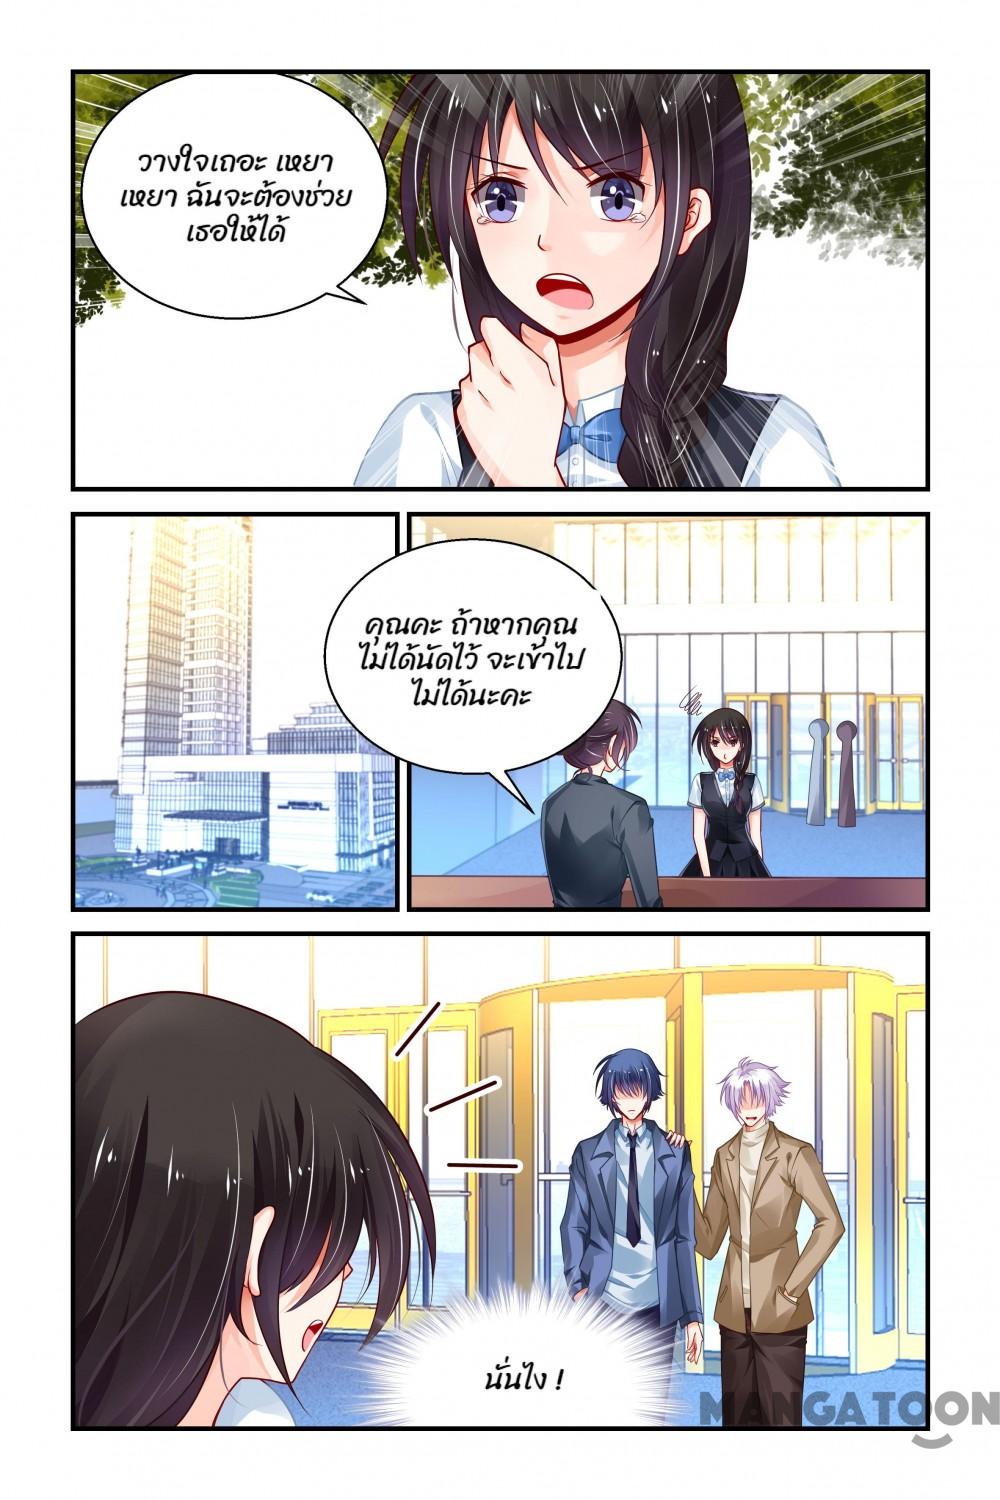 วางใจเถอะ เหยา
เหยา ฉันจะต้องช่วย
เธอให้ได้
คุณคะ ถ้าหากคุณ
ไม่ได้นัดไว้ จะเข้าไป
ไม่ได้นะคะ
นั่นไง !
MANGATOON